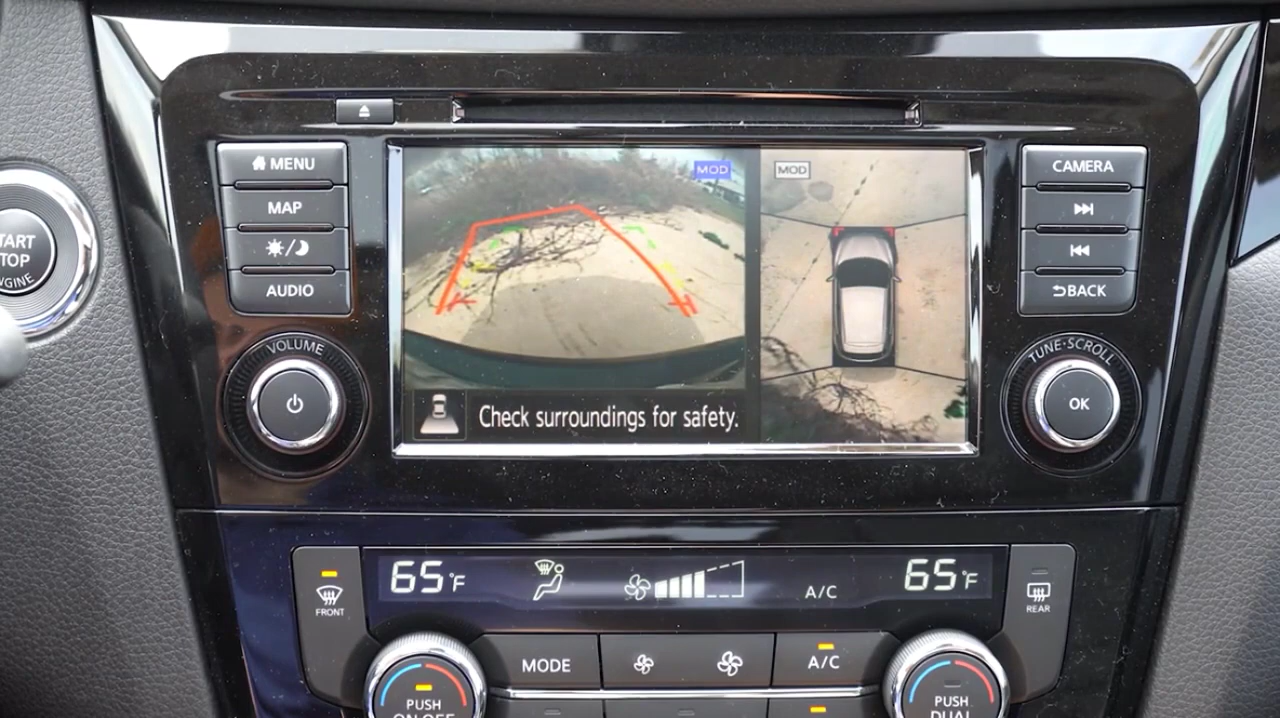 MENU
MAP
AUDIO
VOLUME
START
STOP
ENGINE
MOD
MOD
Check surroundings for safety.
CAMERA
BACK
TUNE·SCROLL
OK
FRONT
65°F
A/C
65°F
REAR
MODE
A/C
PUSH
ON·OFF
PUSH
DUAL